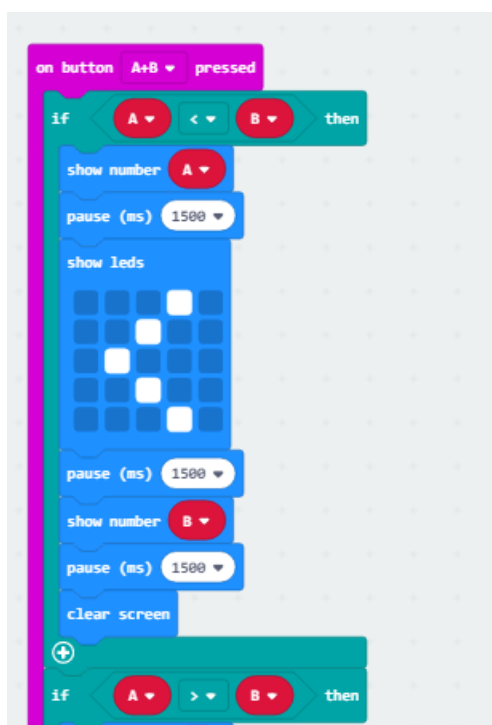 on button A+B pressed
if A < B then
show number A
pause (ms) 1500
show leds
pause (ms) 1500
show number B
pause (ms) 1500
clear screen
if A > B then